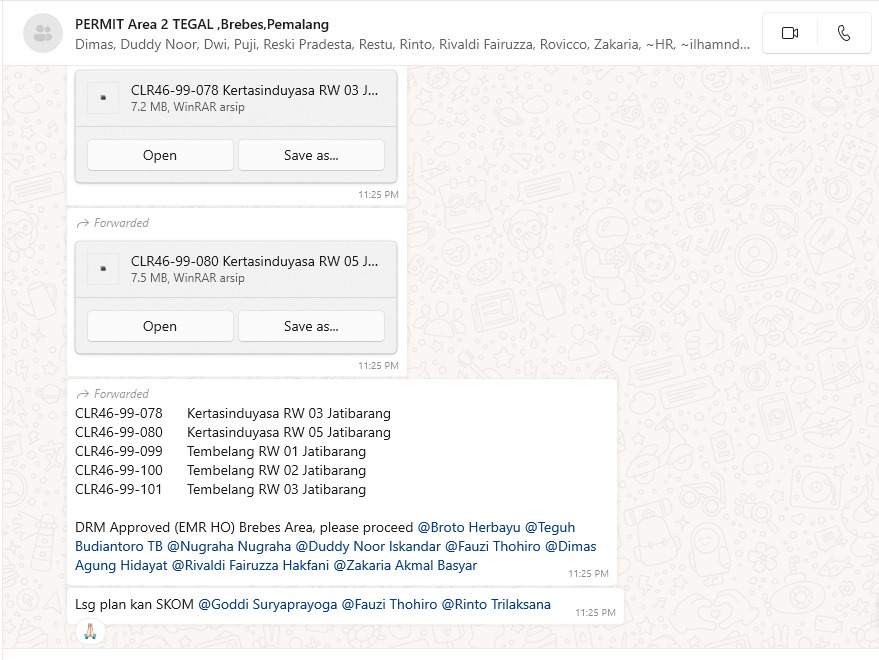 PERMIT Area 2 TEGAL ,Brebes,Pemalang
Dimas, Duddy Noor, Dwi, Puji, Reski Pradesta, Restu, Rinto, Rivaldi Fairuzza, Rovicco, Zakaria, ~HR, ~ilhamnd...
CLR46-99-078 Kertasinduyasa RW 03 J...
7.2 MB, WinRAR arsip
Open Save as...
11:25 PM
Forwarded
CLR46-99-080 Kertasinduyasa RW 05 J...
7.5 MB, WinRAR arsip
Open Save as...
11:25 PM
Forwarded
CLR46-99-078 Kertasinduyasa RW 03 Jatibarang
CLR46-99-080 Kertasinduyasa RW 05 Jatibarang
CLR46-99-099 Tembelang RW 01 Jatibarang
CLR46-99-100 Tembelang RW 02 Jatibarang
CLR46-99-101 Tembelang RW 03 Jatibarang
DRM Approved (EMR HO) Brebes Area, please proceed @Broto Herbayu @Teguh
Budiantoro TB @Nugraha Nugraha @Duddy Noor Iskandar @Fauzi Thohiro @Dimas
Agung Hidayat @Rivaldi Fairuzza Hakfani @Zakaria Akmal Basyar
11:25 PM
Lsg plan kan SKOM @Goddi Suryaprayoga @Fauzi Thohiro @Rinto Trilaksana
11:25 PM